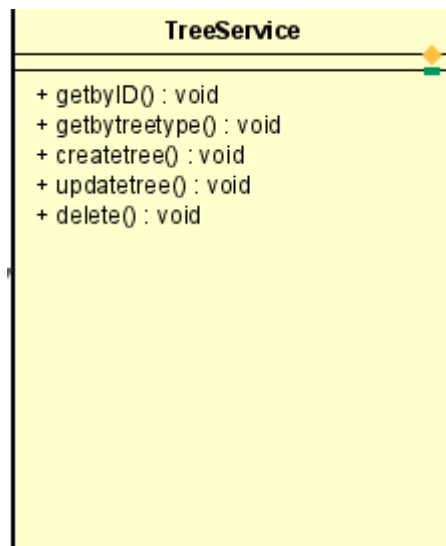 TreeService
+ getbyID() : void
+ getbytreetype() : void
+ createtree() : void
+ updatetree() : void
+ delete() : void